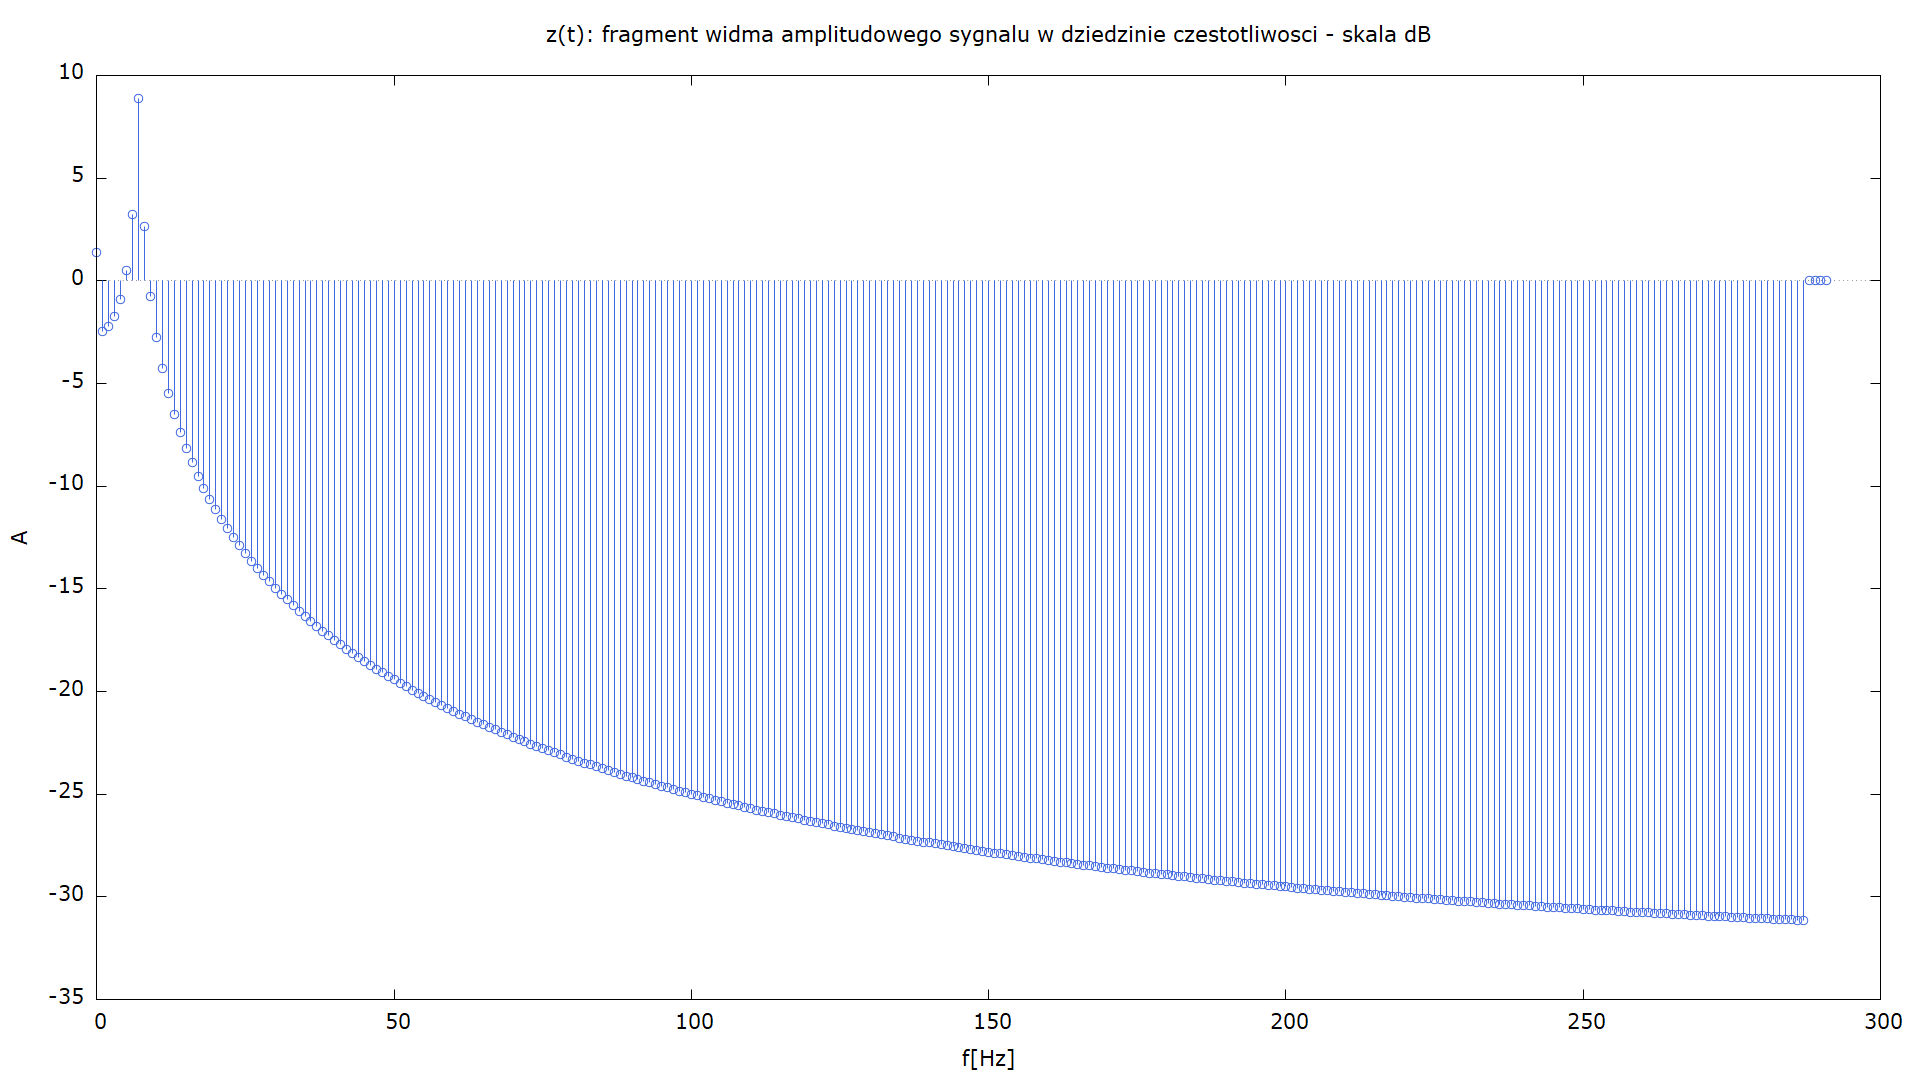 z(t): fragment widma amplitudowego sygnalu w dziedzinie czestotliwosci - skala dB
10
5
0
-5
-10
-15
-20
-25
-30
-35
A
0 50 100 150 200 250 300
f[Hz]